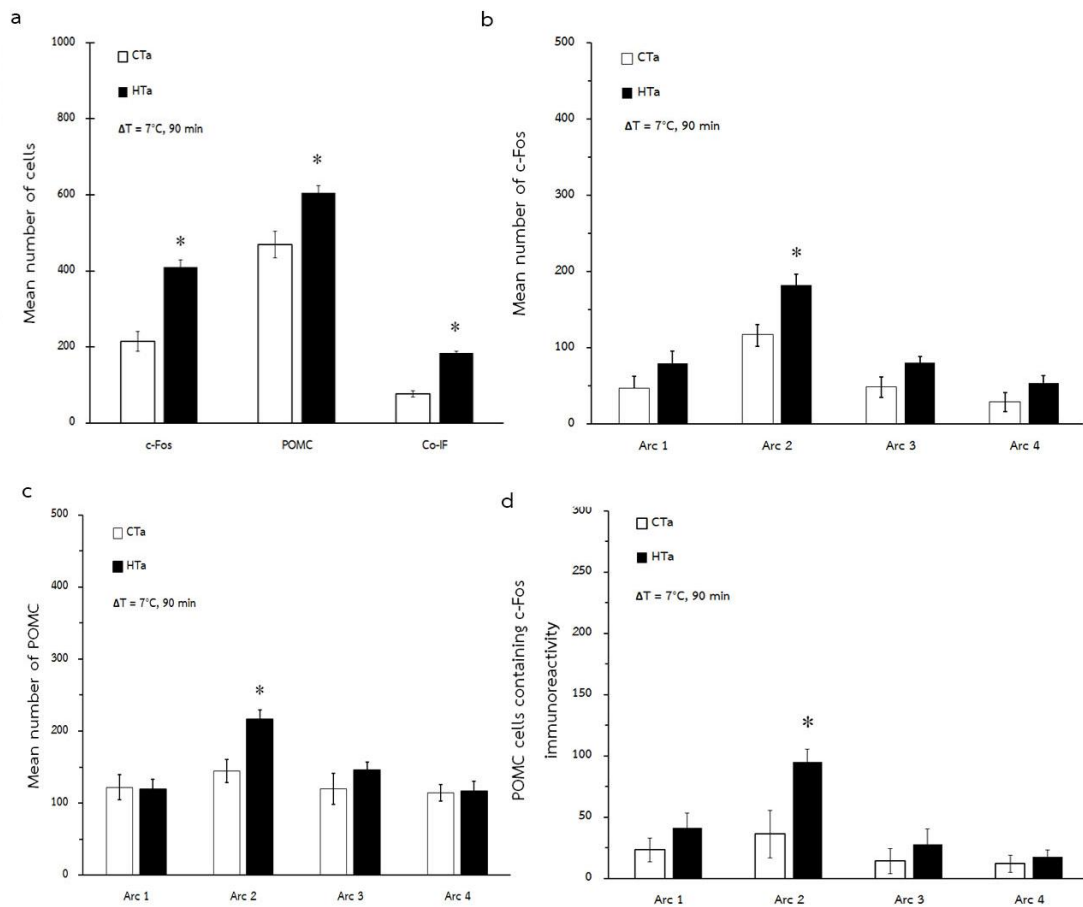 a
1000
800
600
400
200
0
Mean number of cells
CTa
HTa
ΔT = 7°C, 90 min
*
*
*
c-Fos POMC Co-IF
b
500
400
300
200
100
0
Mean number of c-Fos
CTa
HTa
ΔT = 7°C, 90 min
*
Arc 1 Arc 2 Arc 3 Arc 4
c
500
400
300
200
100
0
Mean number of POMC
CTa
HTa
ΔT = 7°C, 90 min
*
Arc 1 Arc 2 Arc 3 Arc 4
d
300
250
200
150
100
50
0
POMC cells containing c-Fos
immunoreactivity
CTa
HTa
ΔT = 7°C, 90 min
*
Arc 1 Arc 2 Arc 3 Arc 4